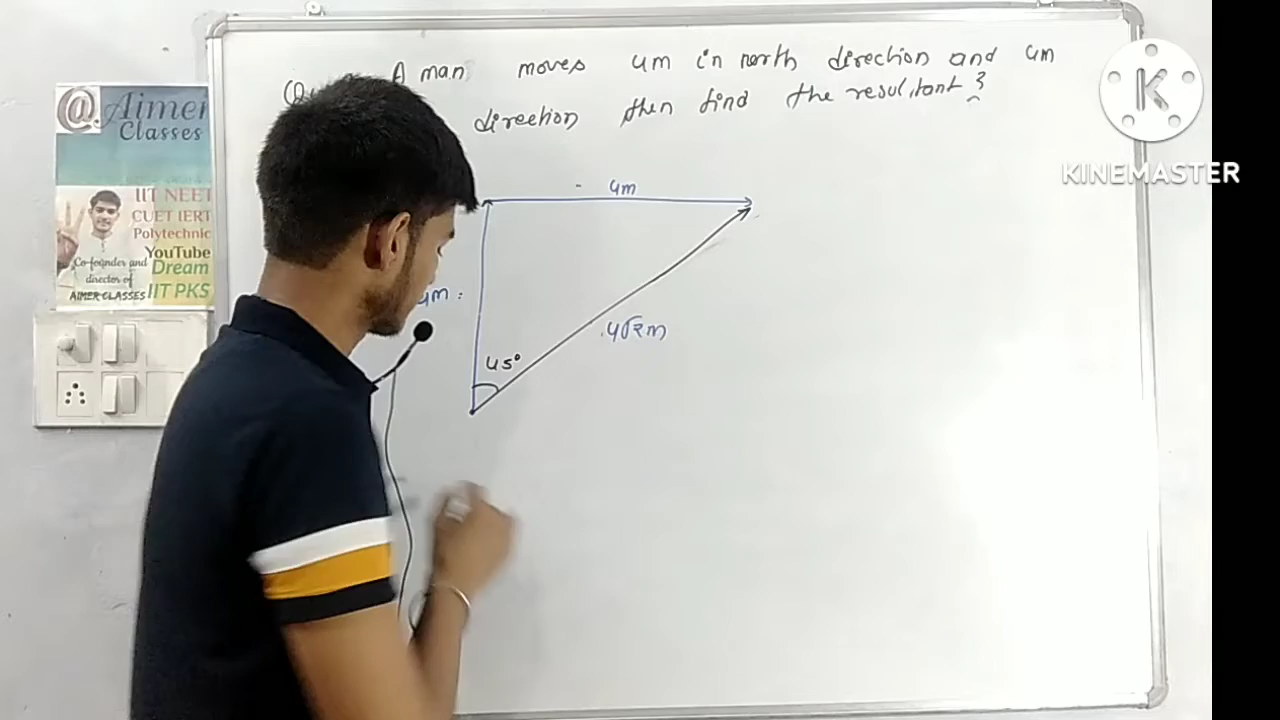 A man moves 4m in north direction and 4m
direction then find the resultant ?
4m
4m
45°
4√2m
@Aimer
Classes
IIT NEET
CUET IERT
Polytechnic
YouTube
Dream
IIT PKS
Co-founder and
director of
AIMER CLASSES
K
KINEMASTER